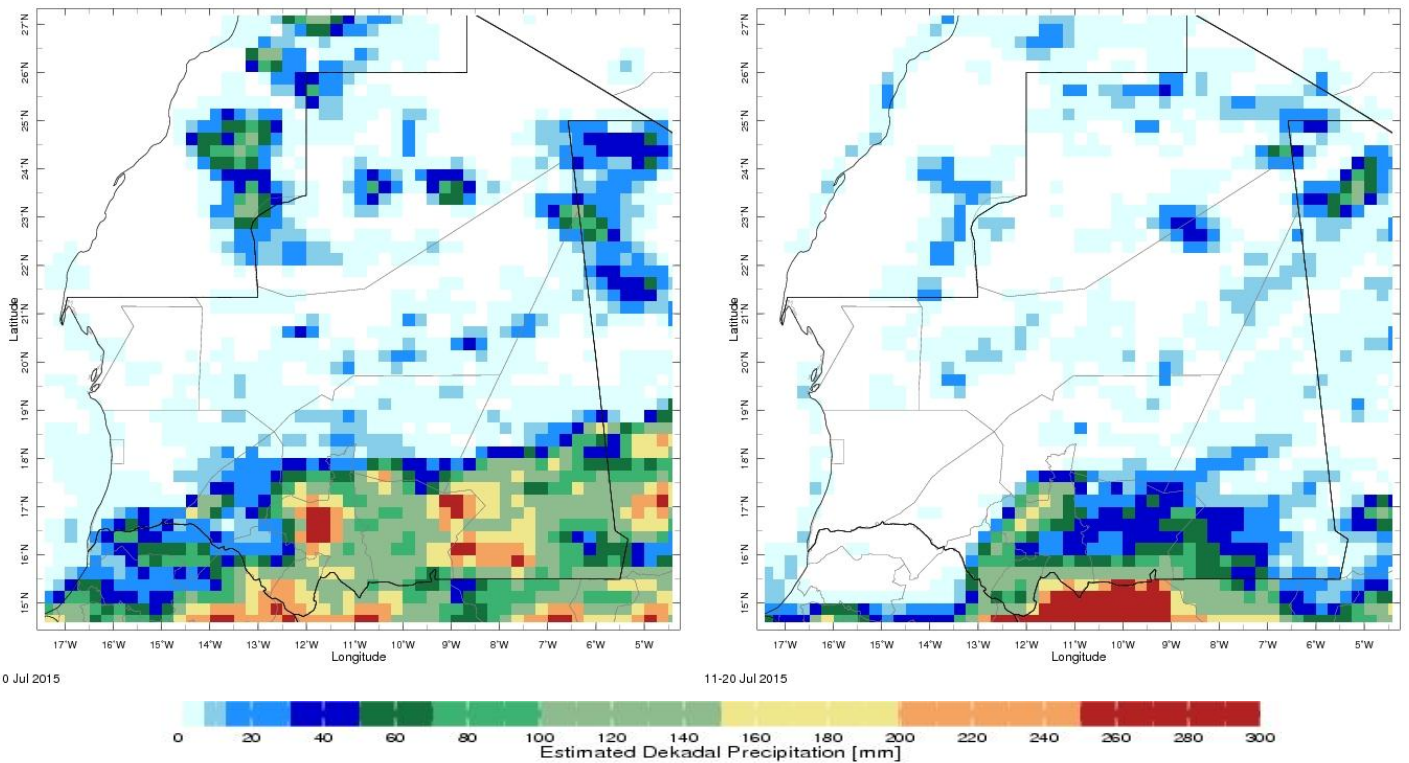 27°N
26°N
25°N
24°N
23°N
22°N
21°N
20°N
19°N
18°N
17°N
16°N
15°N
Latitude
17°W 16°W 15°W 14°W 13°W 12°W 11°W 10°W 9°W 8°W 7°W 6°W 5°W
Longitude
0 Jul 2015
27°N
26°N
25°N
24°N
23°N
22°N
21°N
20°N
19°N
18°N
17°N
16°N
15°N
Latitude
17°W 16°W 15°W 14°W 13°W 12°W 11°W 10°W 9°W 8°W 7°W 6°W 5°W
Longitude
11-20 Jul 2015
0 20 40 60 80 100 120 140 160 180 200 220 240 260 280 300
Estimated Dekadal Precipitation [mm]